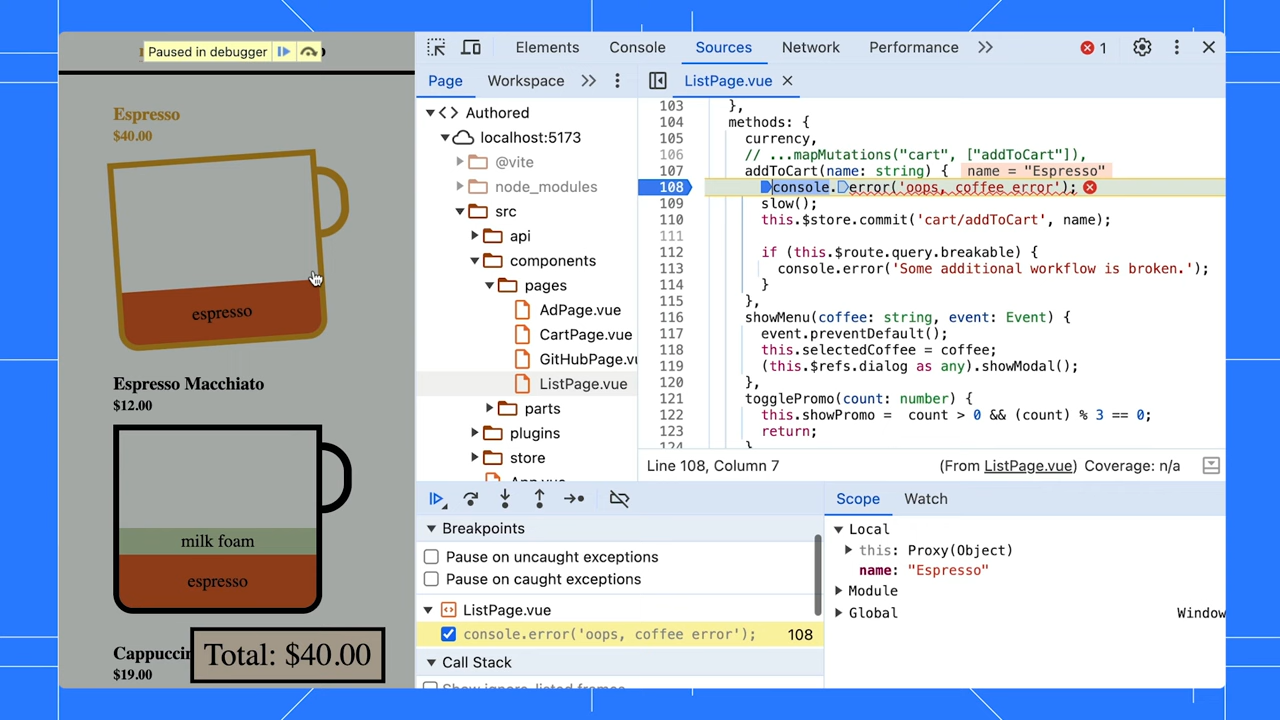 Paused in debugger
Espresso
$40.00
espresso
Espresso Macchiato
$12.00
milk foam
espresso
$19.00
Total: $40.00
Elements
Console
Sources
Network
Performance
1
Page
Workspace
ListPage.vue
Authored
localhost:5173
@vite
node_modules
src
api
components
pages
AdPage.vue
CartPage.vue
ListPage.vue
parts
plugins
store
103 },
104 methods: {
105 currency,
106 // ...mapMutations("cart", ["addToCart"]),
107 addToCart(name: string) { name = "Espresso"
108 console.error('oops, coffee error');
109 slow();
110 this.$store.commit('cart/addToCart', name);
111
112 if (this.$route.query.breakable) {
113 console.error('Some additional workflow is broken.');
114 }
115 },
116 showMenu(coffee: string, event: Event) {
117 event.preventDefault();
118 this.selectedCoffee = coffee;
119 (this.$refs.dialog as any).showModal();
120 },
121 togglePromo(count: number) {
122 this.showPromo = count > 0 && (count) % 3 == 0;
123 return;
Line 108, Column 7
(From ListPage.vue) Coverage: n/a
Breakpoints
Pause on uncaught exceptions
Pause on caught exceptions
ListPage.vue
console.error('oops, coffee error'); 108
Call Stack
Scope
Watch
Local
this: Proxy(Object)
name: "Espresso"
Module
Global Window